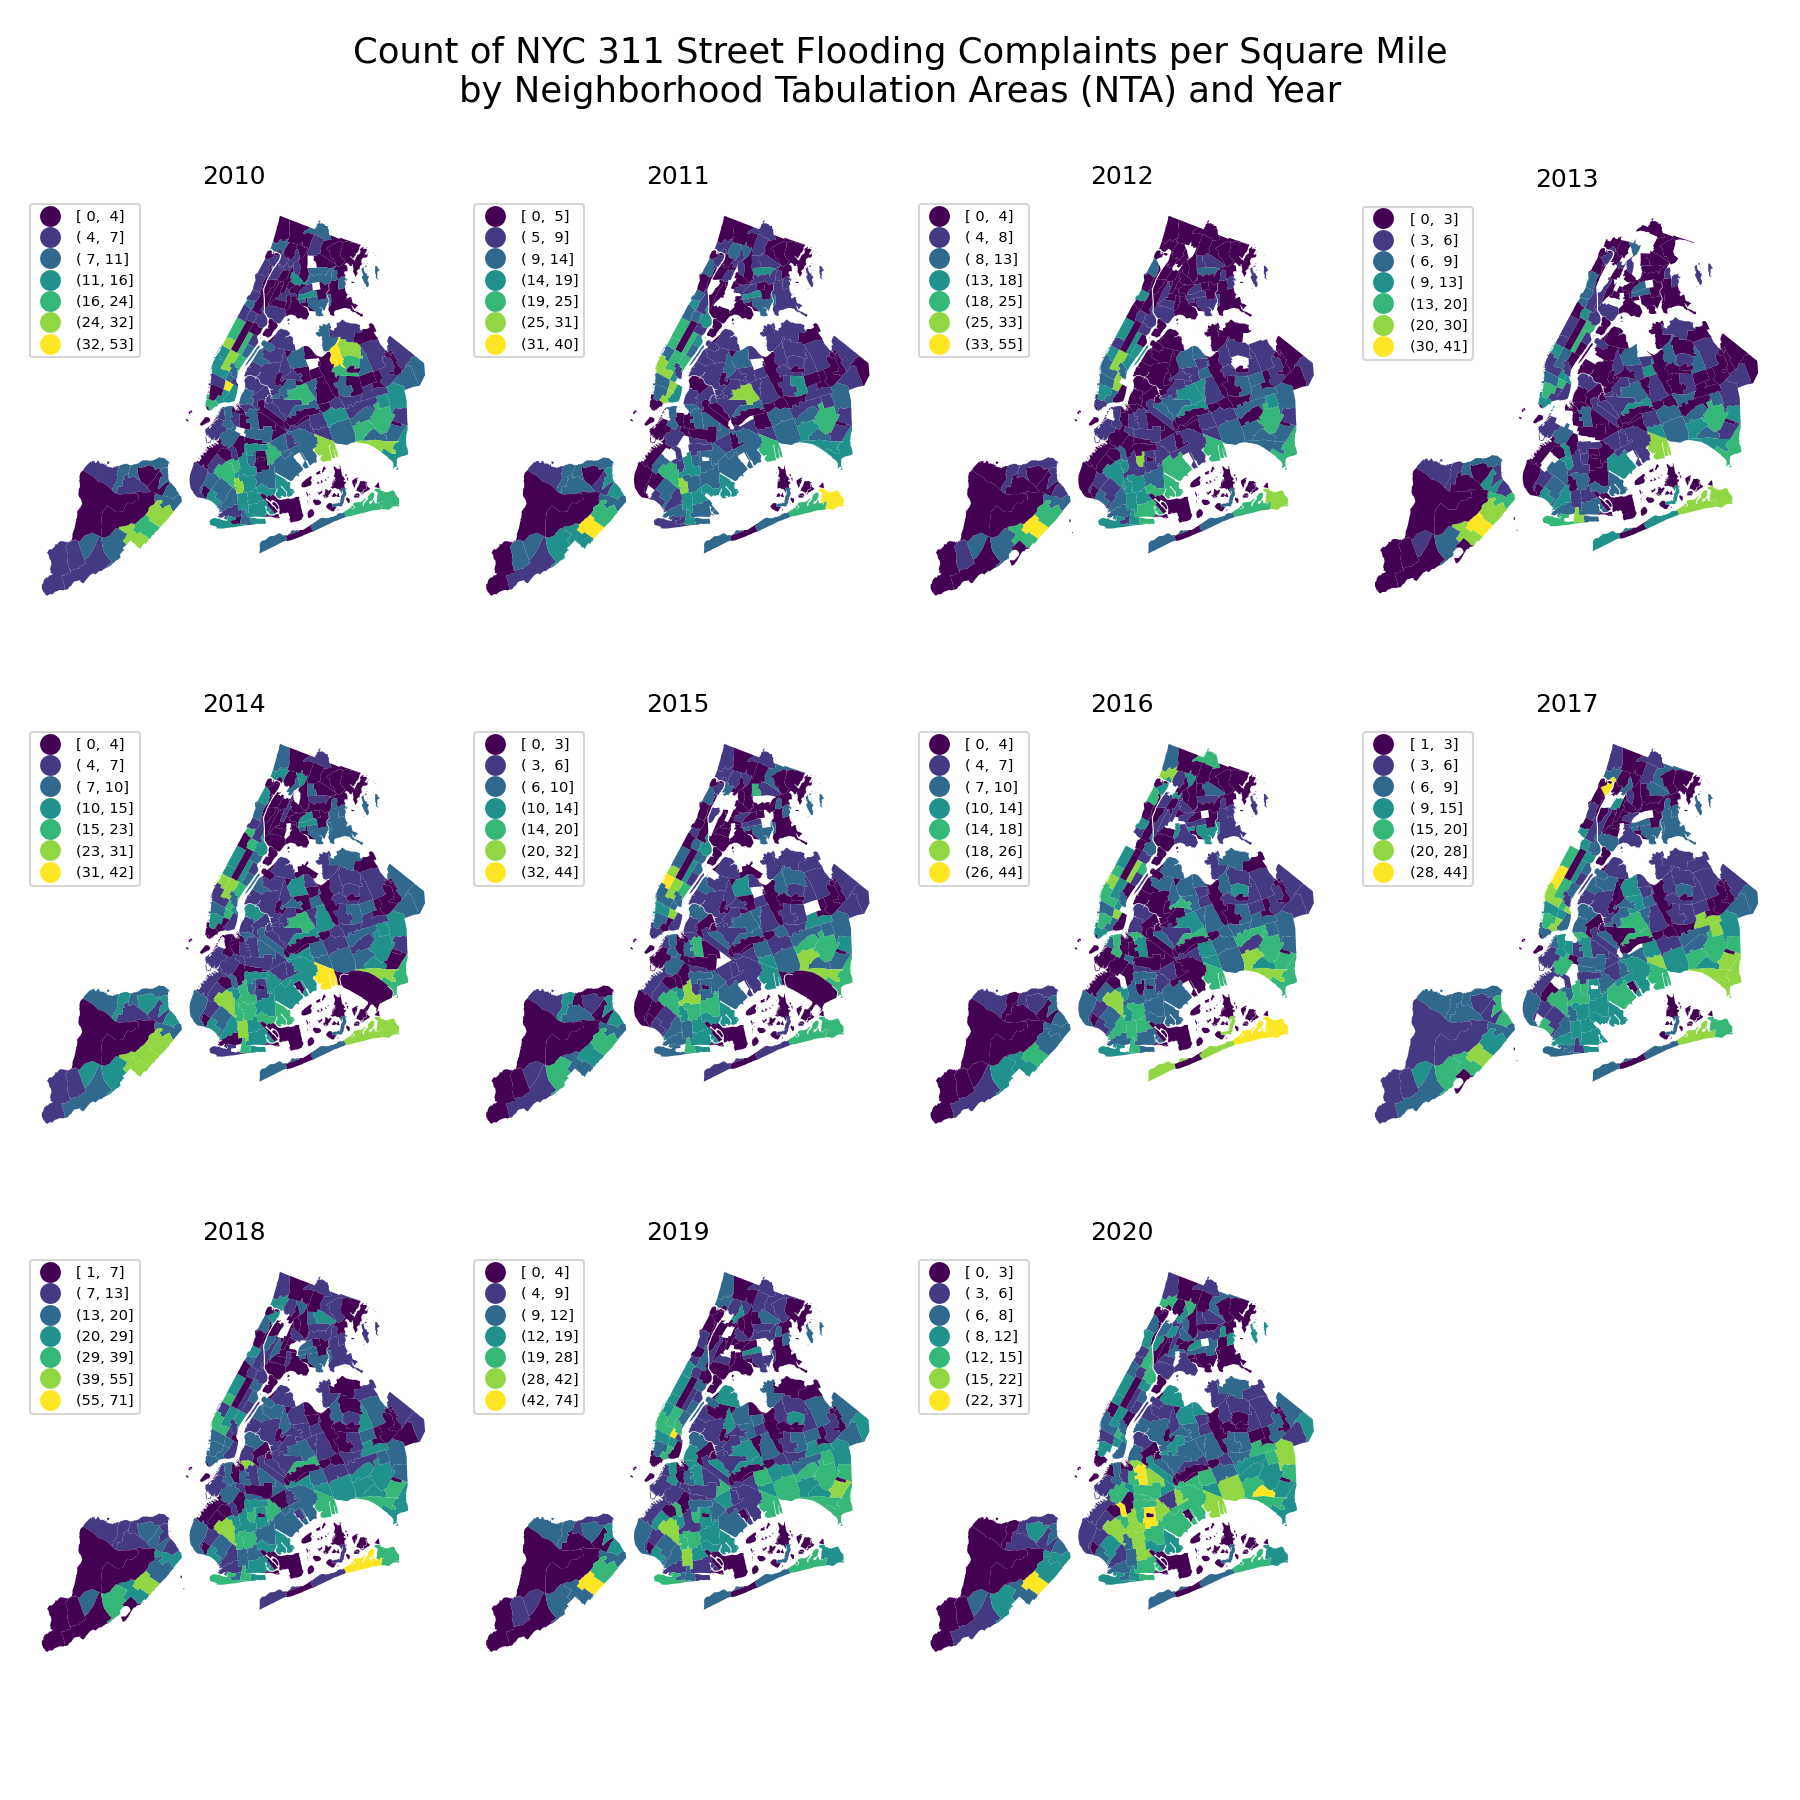 Count of NYC 311 Street Flooding Complaints per Square Mile
by Neighborhood Tabulation Areas (NTA) and Year
2010
[ 0,  4]
( 4,  7]
( 7, 11]
(11, 16]
(16, 24]
(24, 32]
(32, 53]
2011
[ 0,  5]
( 5,  9]
( 9, 14]
(14, 19]
(19, 25]
(25, 31]
(31, 40]
2012
[ 0,  4]
( 4,  8]
( 8, 13]
(13, 18]
(18, 25]
(25, 33]
(33, 55]
2013
[ 0,  3]
( 3,  6]
( 6,  9]
( 9, 13]
(13, 20]
(20, 30]
(30, 41]
2014
[ 0,  4]
( 4,  7]
( 7, 10]
(10, 15]
(15, 23]
(23, 31]
(31, 42]
2015
[ 0,  3]
( 3,  6]
( 6, 10]
(10, 14]
(14, 20]
(20, 32]
(32, 44]
2016
[ 0,  4]
( 4,  7]
( 7, 10]
(10, 14]
(14, 18]
(18, 26]
(26, 44]
2017
[ 1,  3]
( 3,  6]
( 6,  9]
( 9, 15]
(15, 20]
(20, 28]
(28, 44]
2018
[ 1,  7]
( 7, 13]
(13, 20]
(20, 29]
(29, 39]
(39, 55]
(55, 71]
2019
[ 0,  4]
( 4,  9]
( 9, 12]
(12, 19]
(19, 28]
(28, 42]
(42, 74]
2020
[ 0,  3]
( 3,  6]
( 6,  8]
( 8, 12]
(12, 15]
(15, 22]
(22, 37]